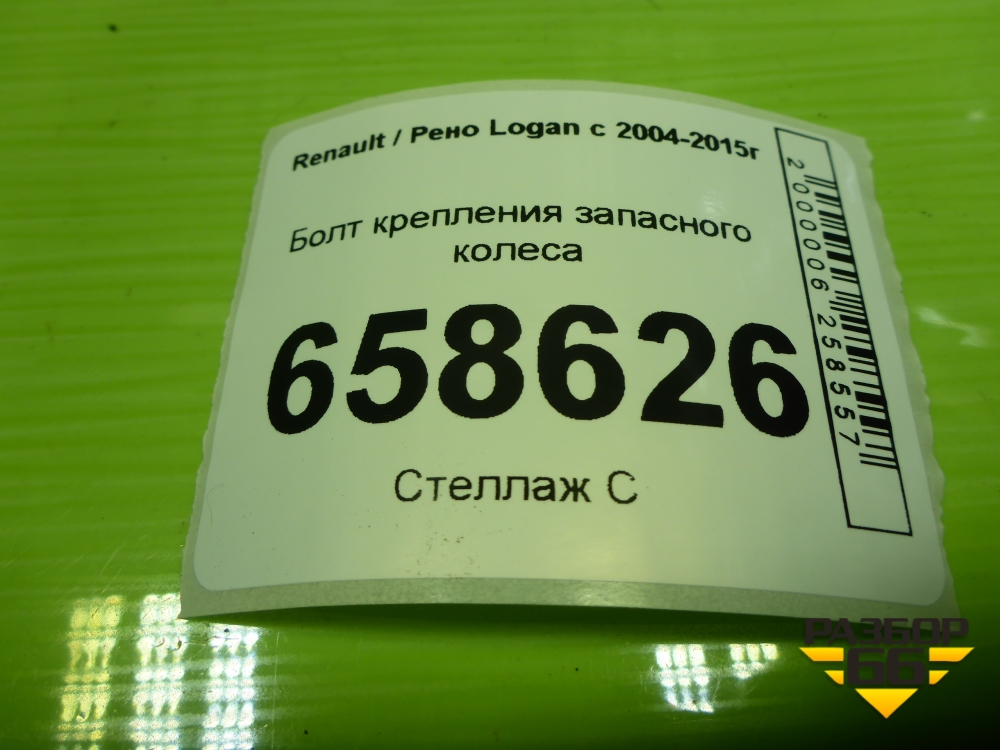 Renault / Рено Logan с 2004-2015г
Болт крепления запасного
колеса
658626
Стеллаж С
2000006258557
РАЗБОР
66